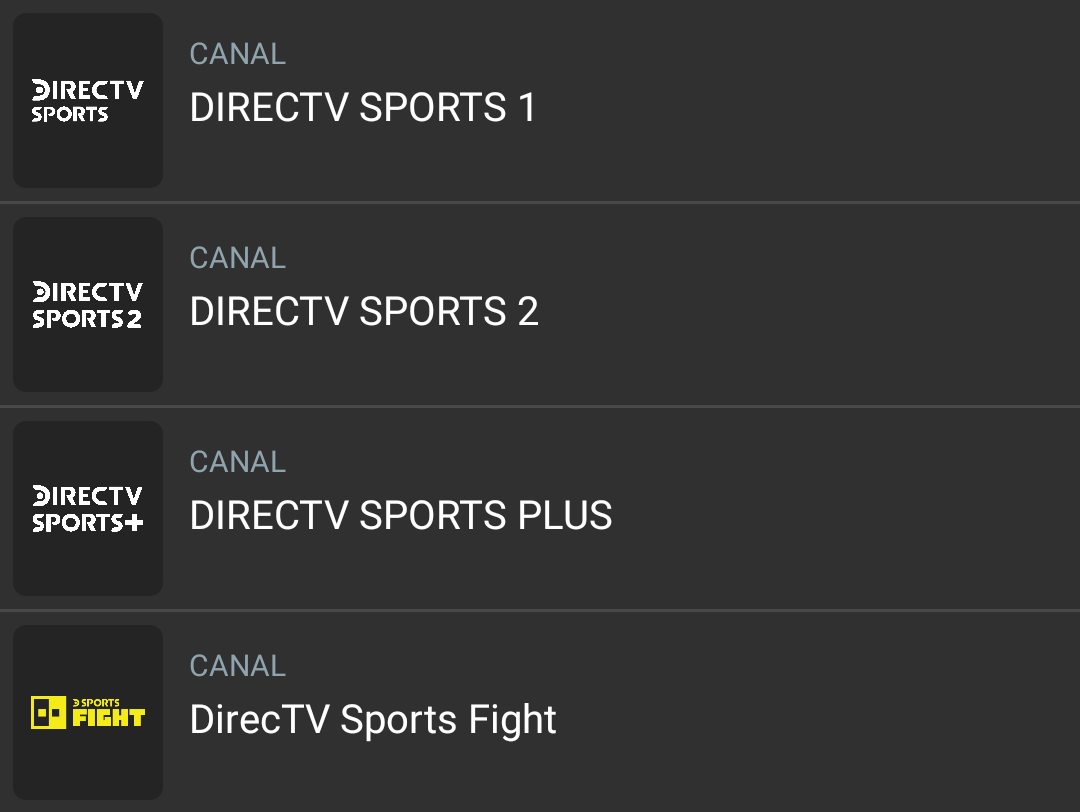 DIRECTV
SPORTS
CANAL
DIRECTV SPORTS 1
DIRECTV
SPORTS 2
CANAL
DIRECTV SPORTS 2
DIRECTV
SPORTS+
CANAL
DIRECTV SPORTS PLUS
SPORTS
FIGHT
CANAL
DirecTV Sports Fight